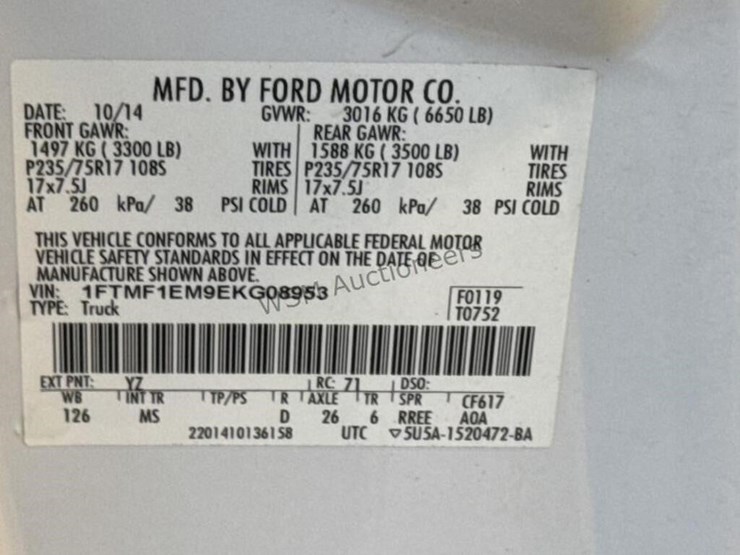 MFD. BY FORD MOTOR CO.
DATE: 10/14 GVWR: 3016 KG ( 6650 LB)
FRONT GAWR: REAR GAWR:
1497 KG ( 3300 LB) WITH 1588 KG ( 3500 LB) WITH
P235/75R17 108S TIRES P235/75R17 108S TIRES
17x7.5J RIMS 17x7.5J RIMS
AT 260 kPa/ 38 PSI COLD AT 260 kPa/ 38 PSI COLD
THIS VEHICLE CONFORMS TO ALL APPLICABLE FEDERAL MOTOR
VEHICLE SAFETY STANDARDS IN EFFECT ON THE DATE OF
MANUFACTURE SHOWN ABOVE.
VIN: 1FTMF1EM9EKG08953 F0119
TYPE: Truck T0752
WSM Auctioneers
EXT PNT: YZ RC: 71 DSO:
WB INT TR TP/PS R AXLE TR SPR CF617
126 MS D 26 6 RREE AOA
2201410136158 UTC ▽5U5A-1520472-BA